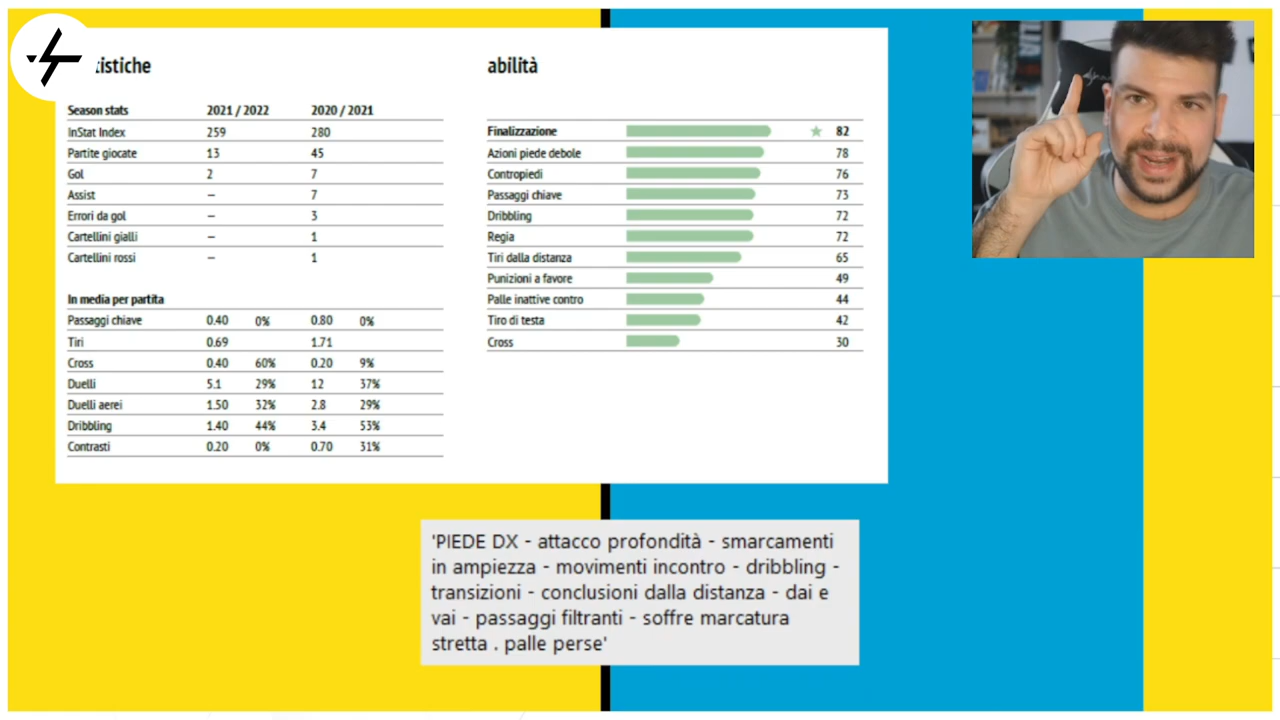 tistiche
Season stats 2021 / 2022 2020 / 2021
InStat Index 259 280
Partite giocate 13 45
Gol 2 7
Assist – 7
Errori da gol – 3
Cartellini gialli – 1
Cartellini rossi – 1
In media per partita
Passaggi chiave 0.40 0% 0.80 0%
Tiri 0.69 1.71
Cross 0.40 60% 0.20 9%
Duelli 5.1 29% 12 37%
Duelli aerei 1.50 32% 2.8 29%
Dribbling 1.40 44% 3.4 53%
Contrasti 0.20 0% 0.70 31%
abilità
Finalizzazione 82
Azioni piede debole 78
Contropiedi 76
Passaggi chiave 73
Dribbling 72
Regia 72
Tiri dalla distanza 65
Punizioni a favore 49
Palle inattive contro 44
Tiro di testa 42
Cross 30
'PIEDE DX - attacco profondità - smarcamenti
in ampiezza - movimenti incontro - dribbling -
transizioni - conclusioni dalla distanza - dai e
vai - passaggi filtranti - soffre marcatura
stretta . palle perse'